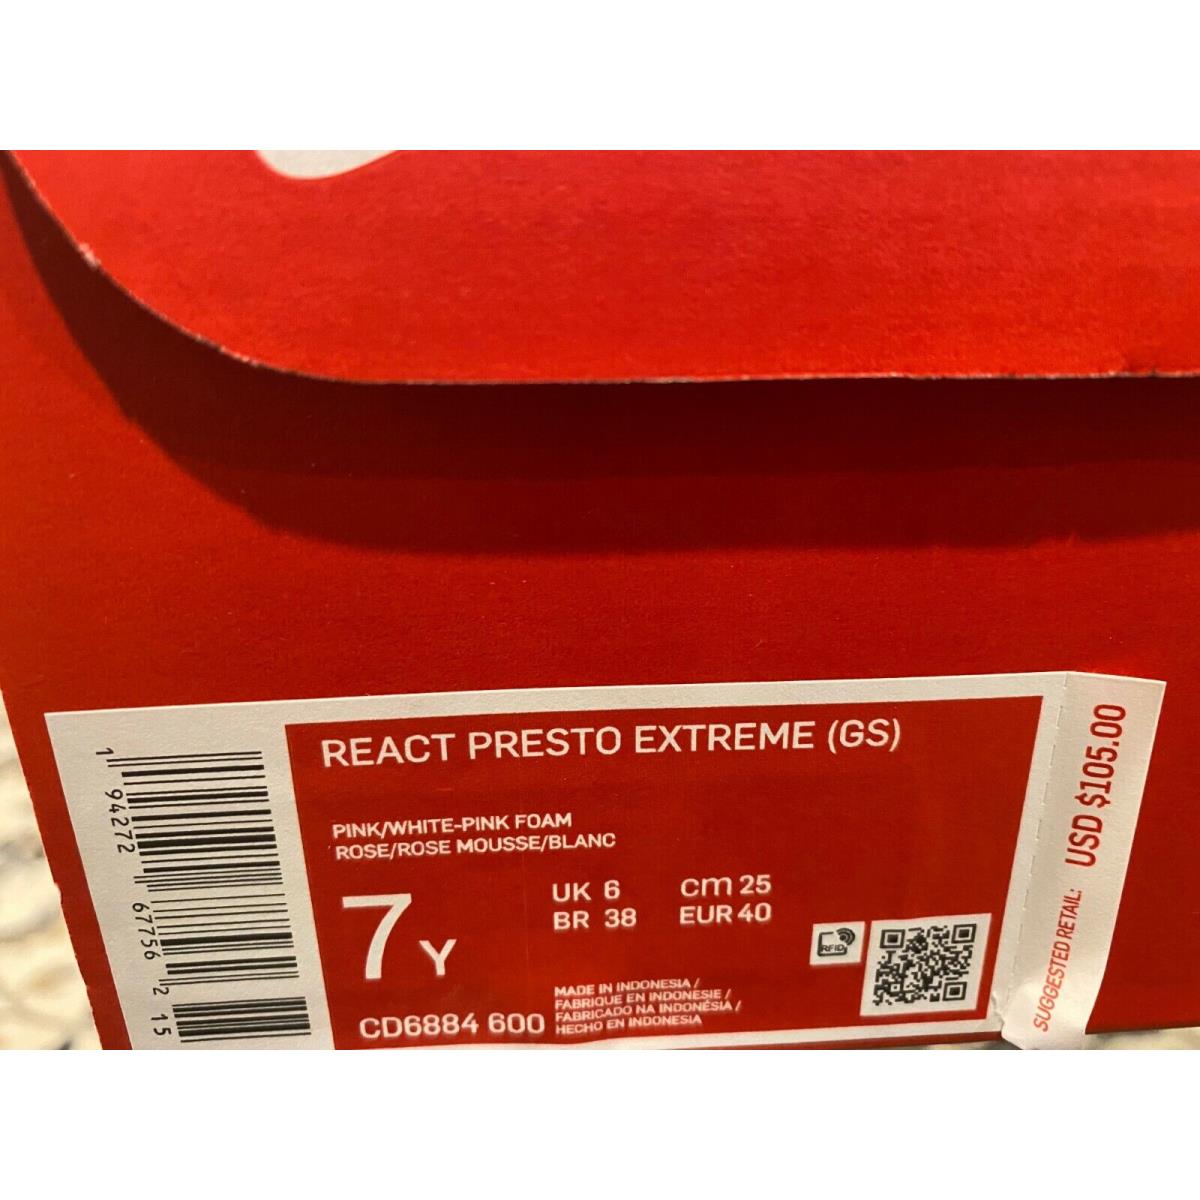 REACT PRESTO EXTREME (GS)
PINK/WHITE-PINK FOAM
ROSE/ROSE MOUSSE/BLANC
7Y
UK 6
cm 25
BR 38
EUR 40
CD6884 600
MADE IN INDONESIA /
FABRIQUE EN INDONESIE /
FABRICADO NA INDONÉSIA /
HECHO EN INDONESIA
RFID
1 94272 67756 2 15
SUGGESTED RETAIL: USD $105.00